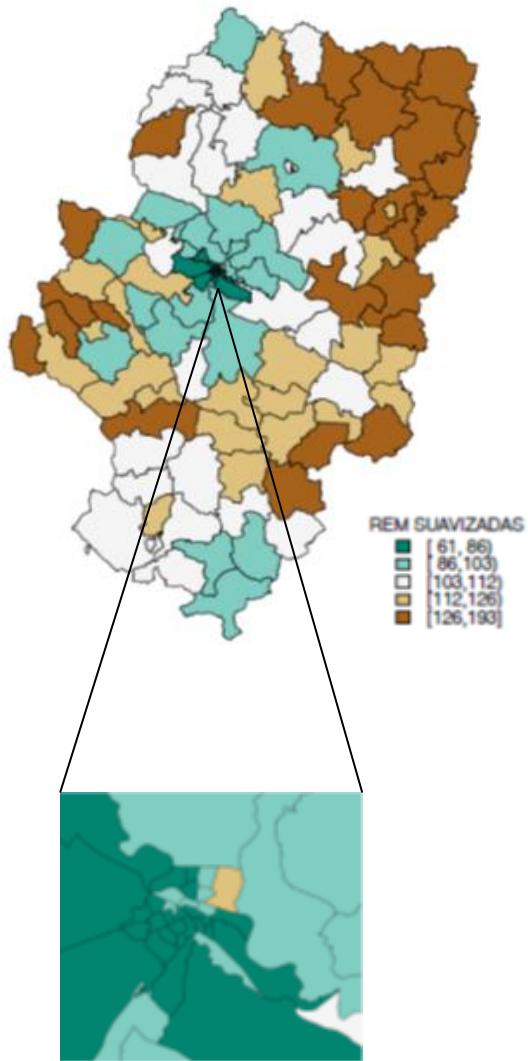 REM SUAVIZADAS
[ 61, 86)
[ 86,103)
[103,112)
[112,126)
[126,193]